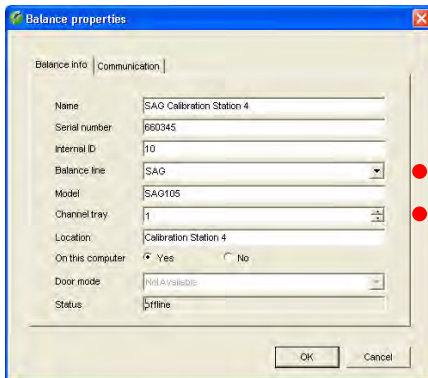 Balance properties
Balance info Communication
Name SAG Calibration Station 4
Serial number 660345
Internal ID 10
Balance line SAG
Model SAG105
Channel tray 1
Location Calibration Station 4
On this computer Yes No
Door mode NotAvailable
Status offline
OK Cancel